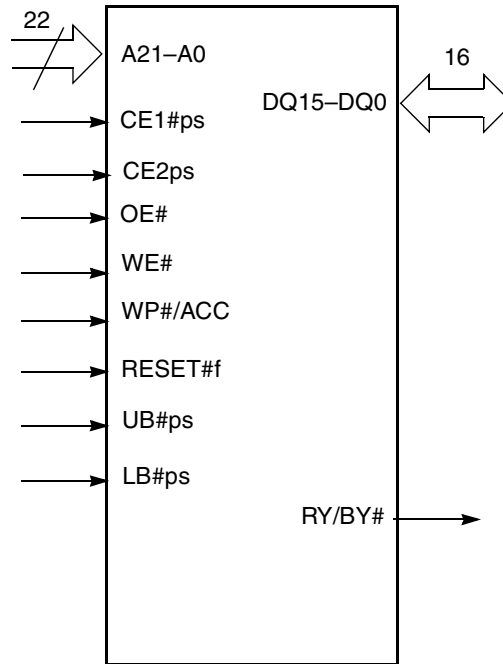 22
A21–A0
16
DQ15–DQ0
CE1#ps
CE2ps
OE#
WE#
WP#/ACC
RESET#f
UB#ps
LB#ps
RY/BY#